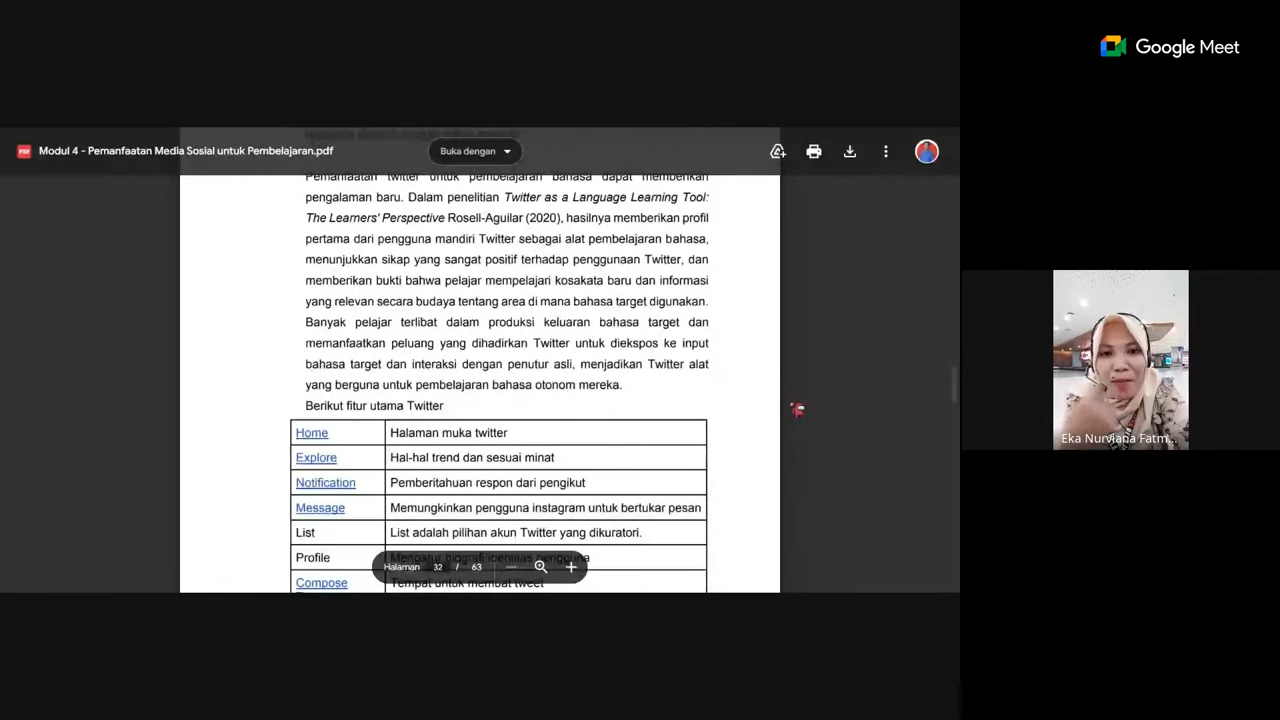 Google Meet
Modul 4 - Pemanfaatan Media Sosial untuk Pembelajaran.pdf
Buka dengan
Pemanfaatan twitter untuk pembelajaran bahasa dapat memberikan
pengalaman baru. Dalam penelitian Twitter as a Language Learning Tool:
The Learners' Perspective Rosell-Aguilar (2020), hasilnya memberikan profil
pertama dari pengguna mandiri Twitter sebagai alat pembelajaran bahasa,
menunjukkan sikap yang sangat positif terhadap penggunaan Twitter, dan
memberikan bukti bahwa pelajar mempelajari kosakata baru dan informasi
yang relevan secara budaya tentang area di mana bahasa target digunakan.
Banyak pelajar terlibat dalam produksi keluaran bahasa target dan
memanfaatkan peluang yang dihadirkan Twitter untuk diekspos ke input
bahasa target dan interaksi dengan penutur asli, menjadikan Twitter alat
yang berguna untuk pembelajaran bahasa otonom mereka.
Berikut fitur utama Twitter
Home Halaman muka twitter
Explore Hal-hal trend dan sesuai minat
Notification Pemberitahuan respon dari pengikut
Message Memungkinkan pengguna instagram untuk bertukar pesan
List List adalah pilihan akun Twitter yang dikuratori.
Profile Mengatur biografi/identitas pengguna
Compose Tempat untuk membuat tweet
Halaman 32 / 63
Eka Nurviana Fatm...